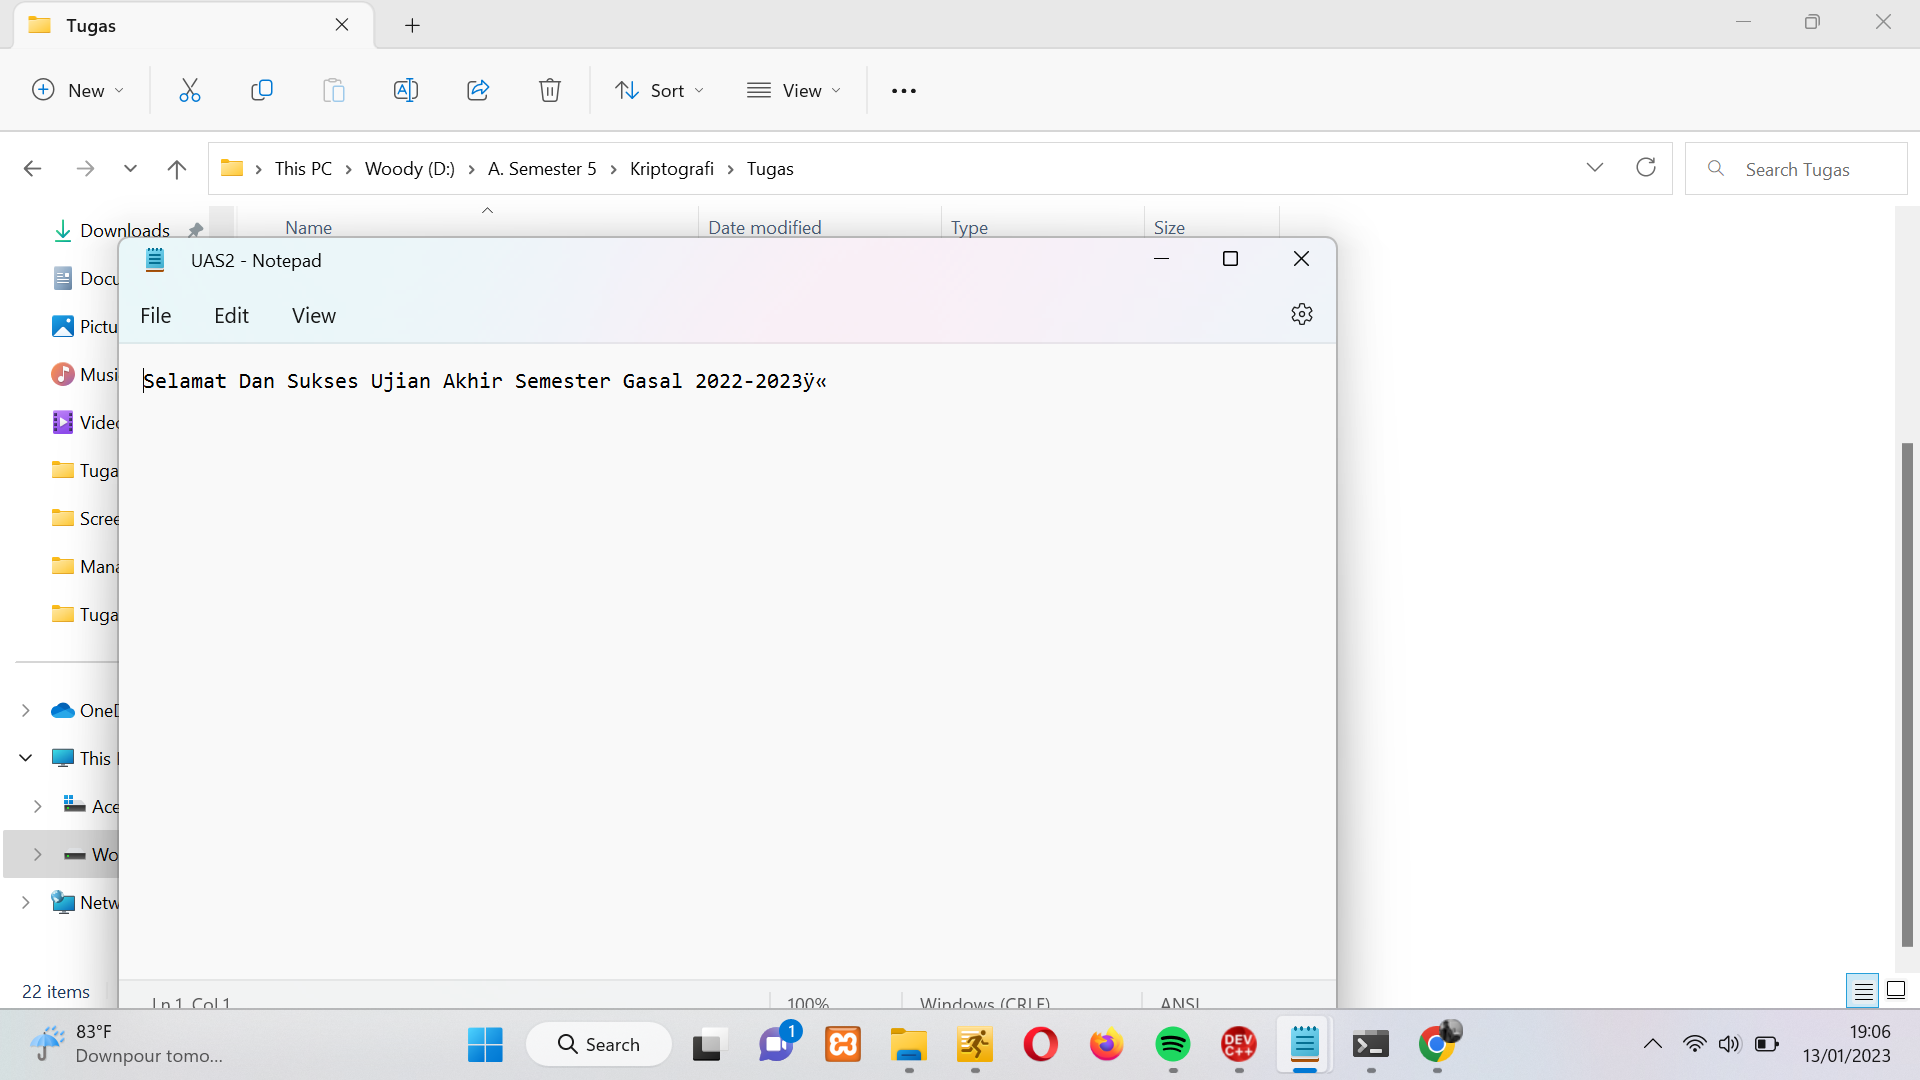 Tugas
New
Sort
View
This PC
Woody (D:)
A. Semester 5
Kriptografi
Tugas
Search Tugas
Name
Date modified
Type
Size
Downloads
Docu
Pictu
Musi
Video
Tuga
Scree
Mana
Tuga
OneD
This
Ace
Wo
Netw
22 items
UAS2 - Notepad
File
Edit
View
Selamat Dan Sukses Ujian Akhir Semester Gasal 2022-2023ÿ«
Ln 1, Col 1
100%
Windows (CRLF)
ANSI
83°F
Downpour tomo...
Search
1
DEV
C++
19:06
13/01/2023